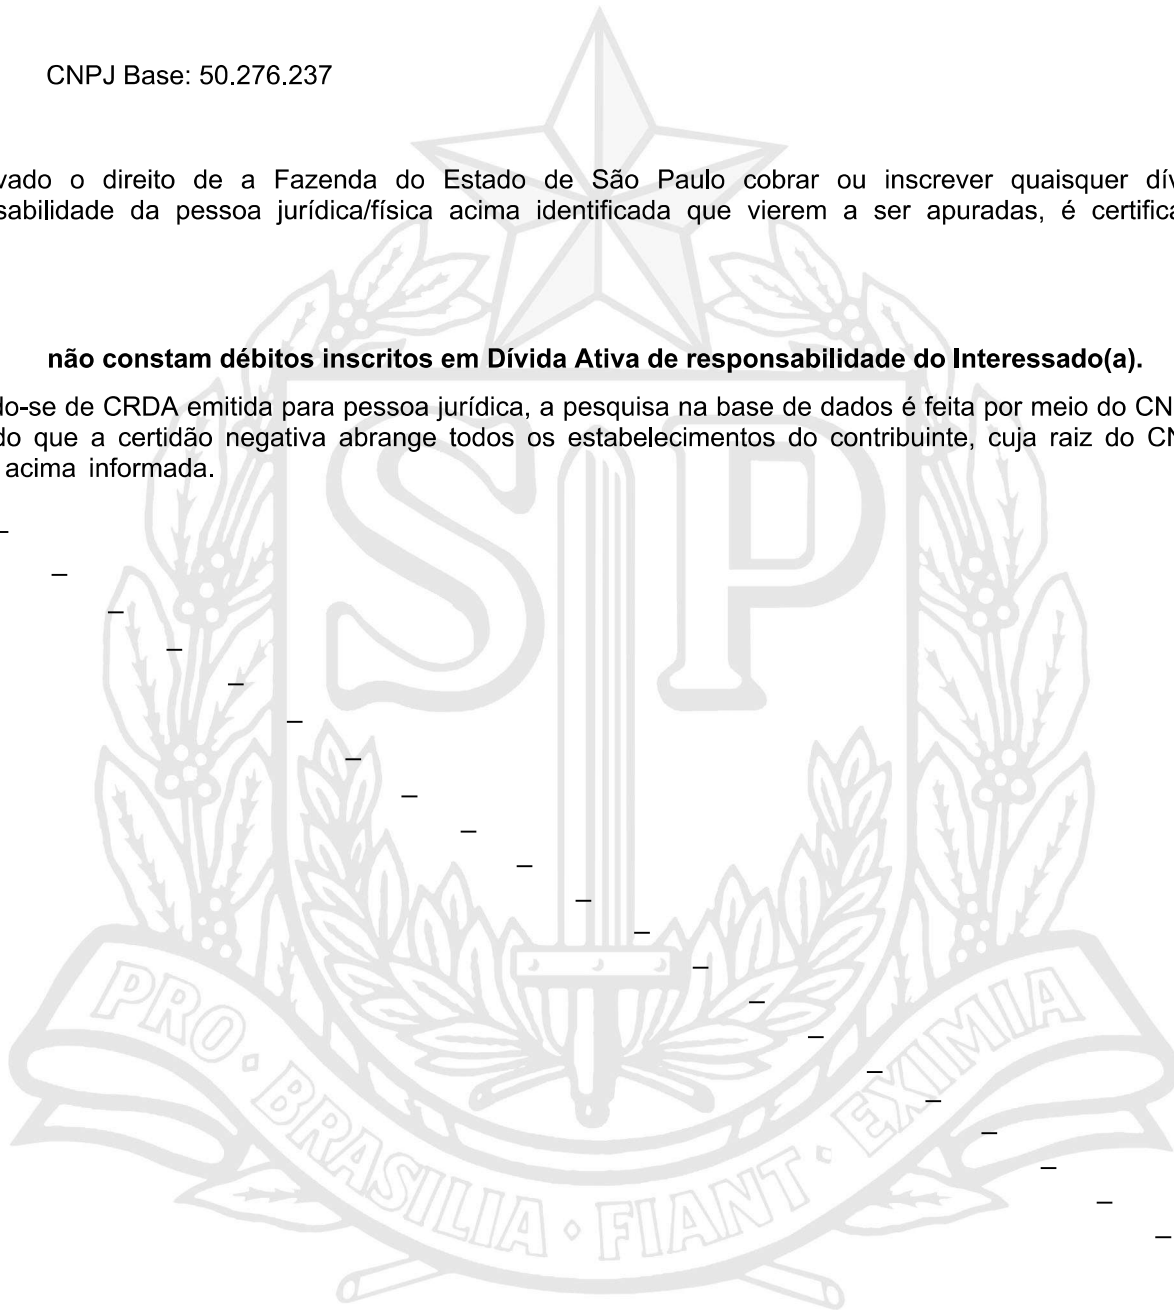 CNPJ Base: 50.276.237
vado o direito de a Fazenda do Estado de São Paulo cobrar ou inscrever quaisquer dív
sabilidade da pessoa jurídica/física acima identificada que vierem a ser apuradas, é certifica
não constam débitos inscritos em Dívida Ativa de responsabilidade do Interessado(a).
do-se de CRDA emitida para pessoa jurídica, a pesquisa na base de dados é feita por meio do CN
do que a certidão negativa abrange todos os estabelecimentos do contribuinte, cuja raiz do CN
acima informada.
SP
PRO • BRASILIA • FIANT • EXIMIA